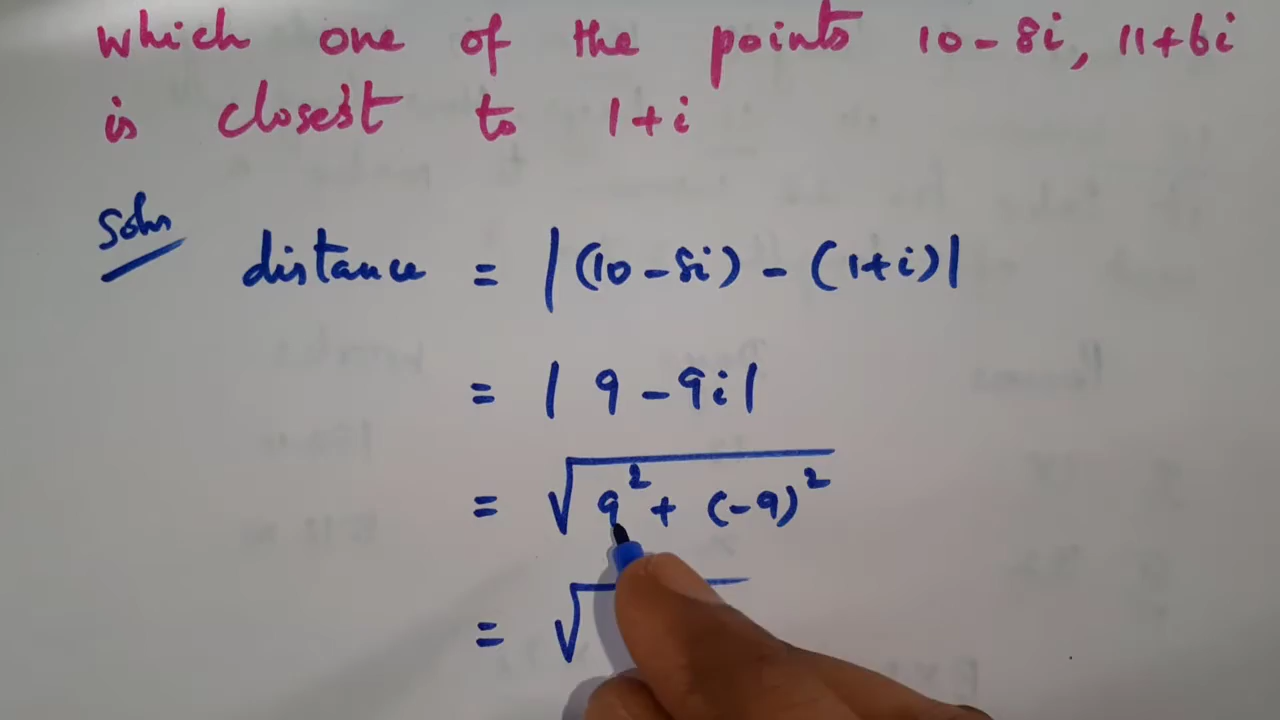 which one of the points 10-8i, 11+6i
is closest to 1+i
Soln
distance = |(10-8i) - (1+i)|
= | 9 - 9i |
= √9² + (-9)²
= √